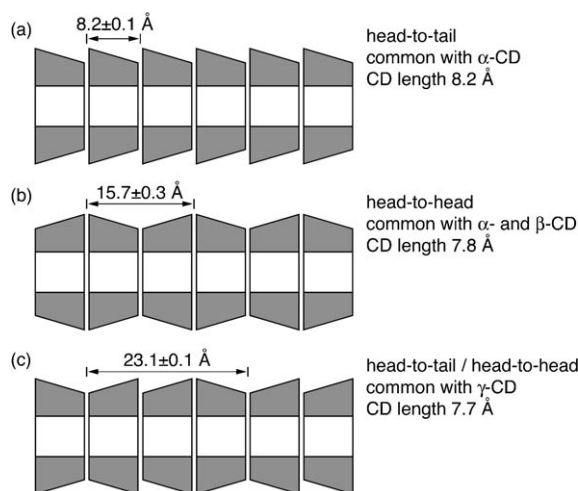 (a)
8.2±0.1 Å
head-to-tail
common with α-CD
CD length 8.2 Å
(b)
15.7±0.3 Å
head-to-head
common with α- and β-CD
CD length 7.8 Å
(c)
23.1±0.1 Å
head-to-tail / head-to-head
common with γ-CD
CD length 7.7 Å